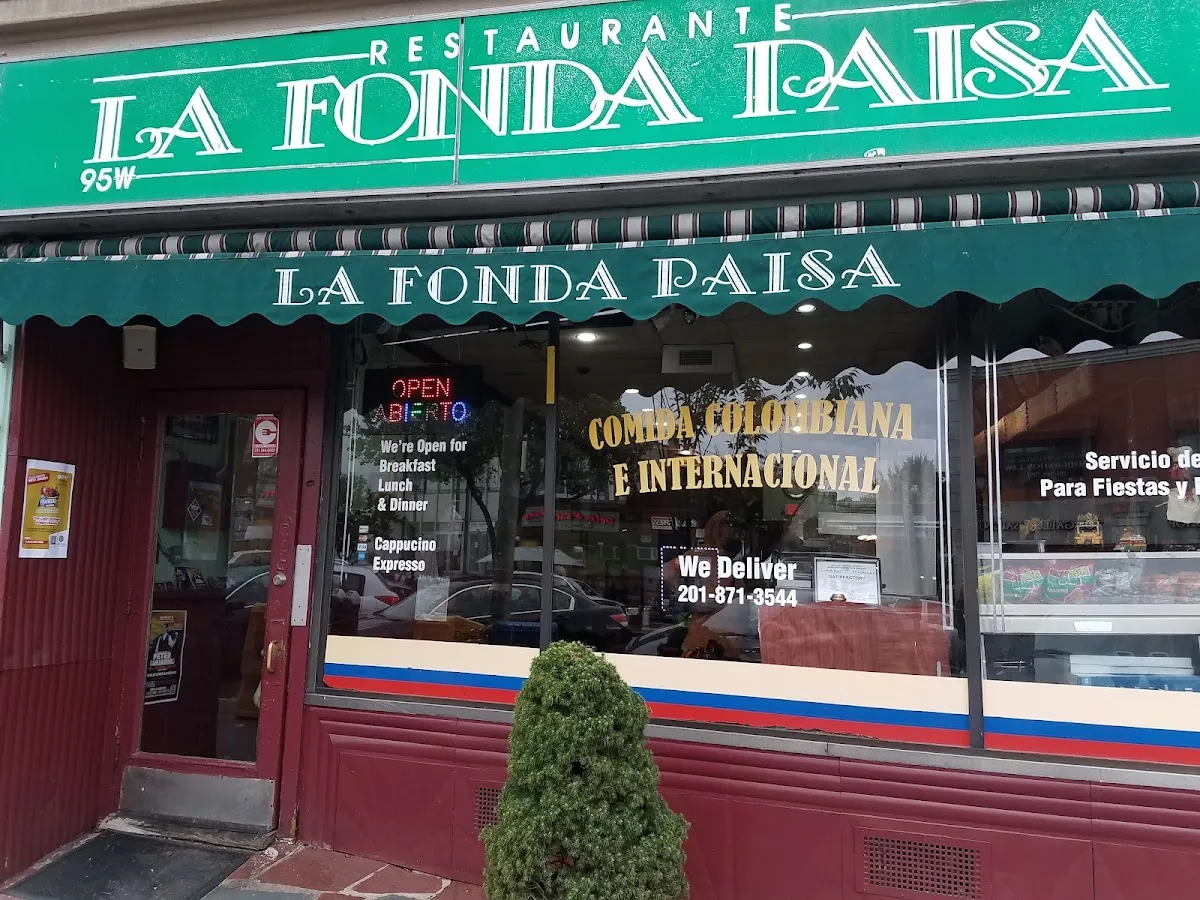 RESTAURANTE
LA FONDA PAISA
95W
LA FONDA PAISA
OPEN
ABIERTO
We're Open for
Breakfast
Lunch
& Dinner
Cappucino
Expresso
COMIDA COLOMBIANA
E INTERNACIONAL
We Deliver
201-871-3544
SATISFACTORY
Servicio de
Para Fiestas y